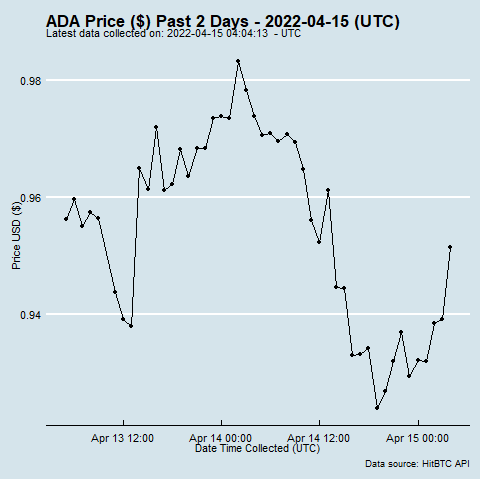 ADA Price ($) Past 2 Days - 2022-04-15 (UTC)
Latest data collected on: 2022-04-15 04:04:13 - UTC
0.98
0.96
0.94
Price USD ($)
Apr 13 12:00
Apr 14 00:00
Apr 14 12:00
Apr 15 00:00
Date Time Collected (UTC)
Data source: HitBTC API